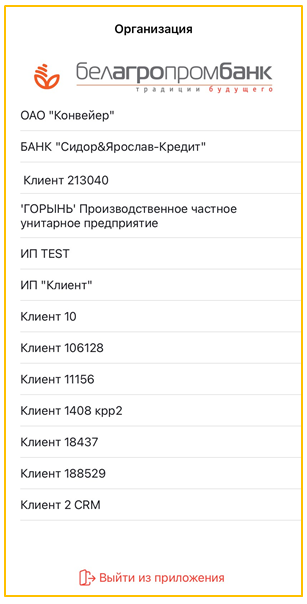 Организация
белагропромбанк
традиции будущего
ОАО "Конвейер"
БАНК "Сидор&Ярослав-Кредит"
Клиент 213040
'ГОРЫНЬ' Производственное частное
унитарное предприятие
ИП TEST
ИП "Клиент"
Клиент 10
Клиент 106128
Клиент 11156
Клиент 1408 крр2
Клиент 18437
Клиент 188529
Клиент 2 CRM
Выйти из приложения